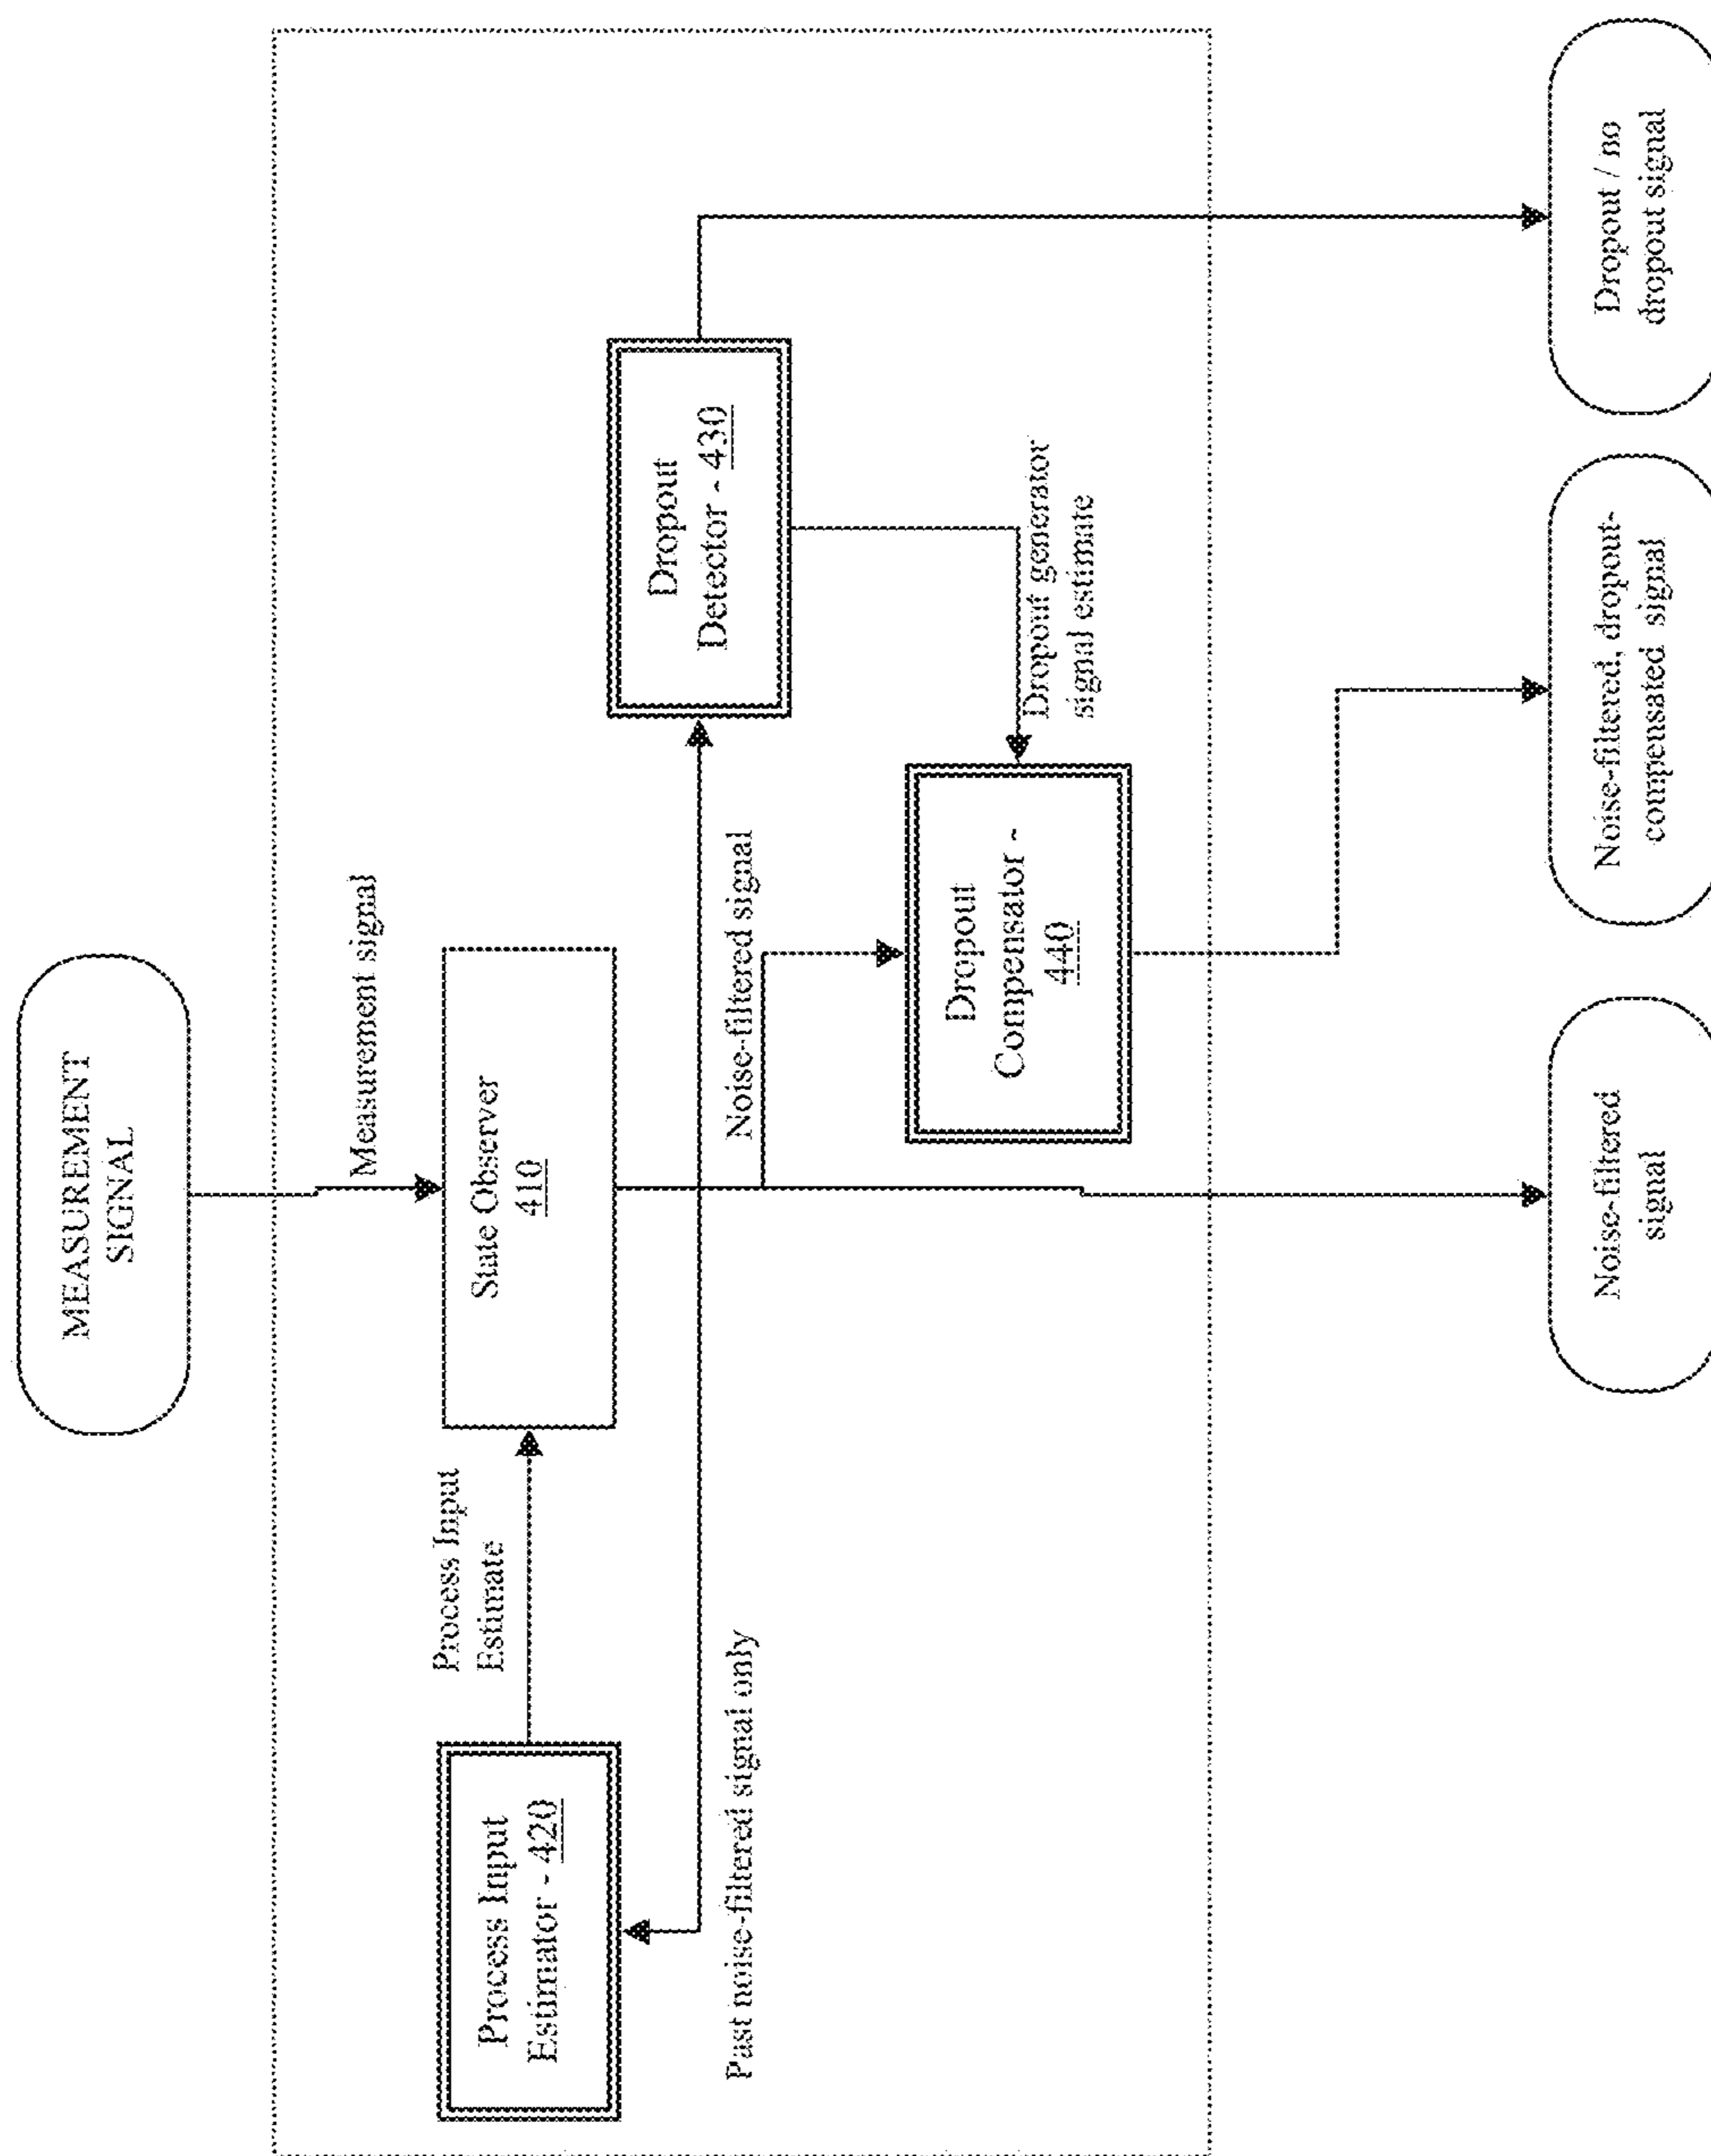 MEASUREMENT
SIGNAL
Measurement signal
Process Input
Estimator - 420
Process Input
Estimate
State Observer
410
Dropout
Detector - 430
Past noise-filtered signal only
Noise-filtered signal
Dropout
Compensator -
440
Dropout generator
signal estimate
Noise-filtered
signal
Noise-filtered, dropout-
compensated signal
Dropout / no
dropout signal